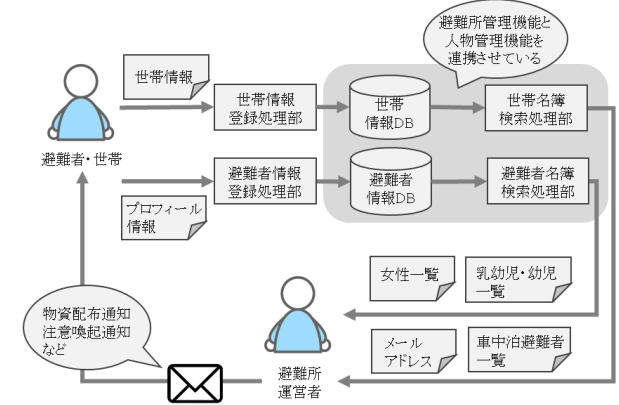 避難所管理機能と
人物管理機能を
連携させている
世帯情報
世帯情報
登録処理部
世帯
情報DB
世帯名簿
検索処理部
避難者・世帯
避難者情報
登録処理部
避難者
情報DB
避難者名簿
検索処理部
プロフィール
情報
女性一覧
乳幼児・幼児
一覧
物資配布通知
注意喚起通知
など
メール
アドレス
車中泊避難者
一覧
避難所
運営者